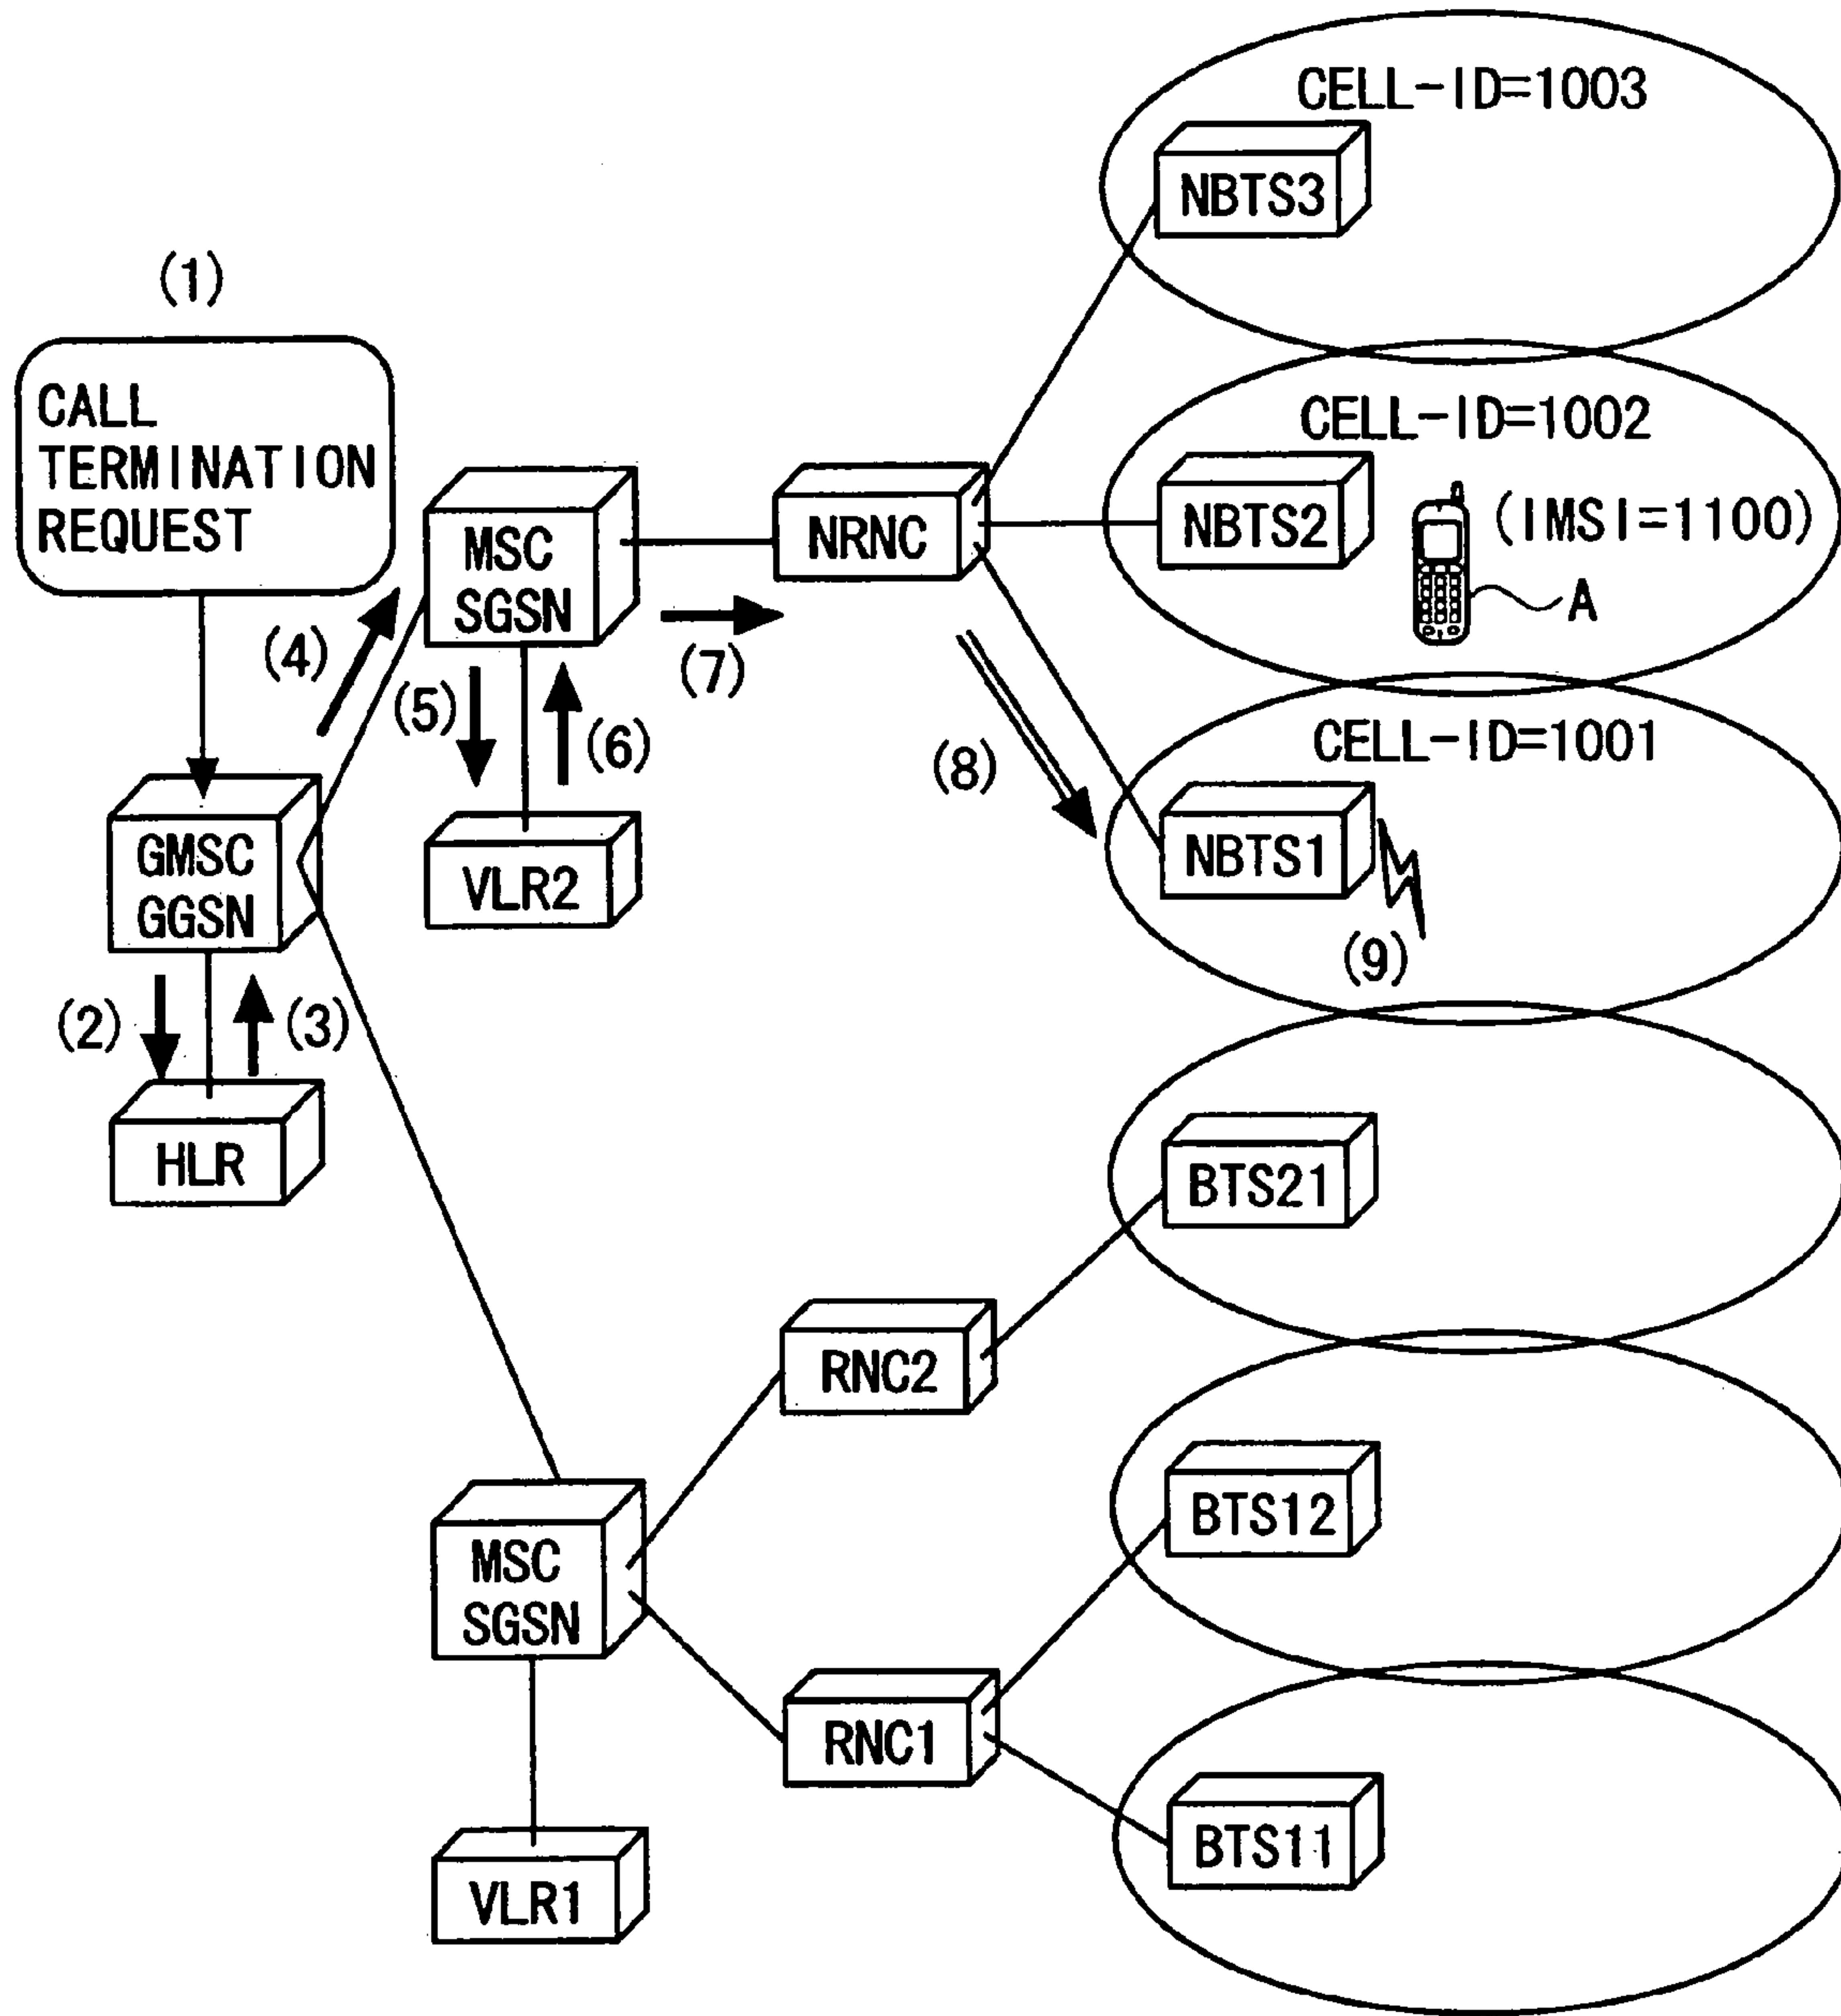 CELL-ID=1003
NBTS3
(1)
CALL
TERMINATION
REQUEST
CELL-ID=1002
MSC
SGSN
NRNC
NBTS2
(IMSI=1100)
A
(4)
(5)
(6)
(7)
(8)
CELL-ID=1001
GMSC
GGSN
VLR2
NBTS1
(9)
(2)
(3)
HLR
BTS21
RNC2
MSC
SGSN
BTS12
RNC1
BTS11
VLR1